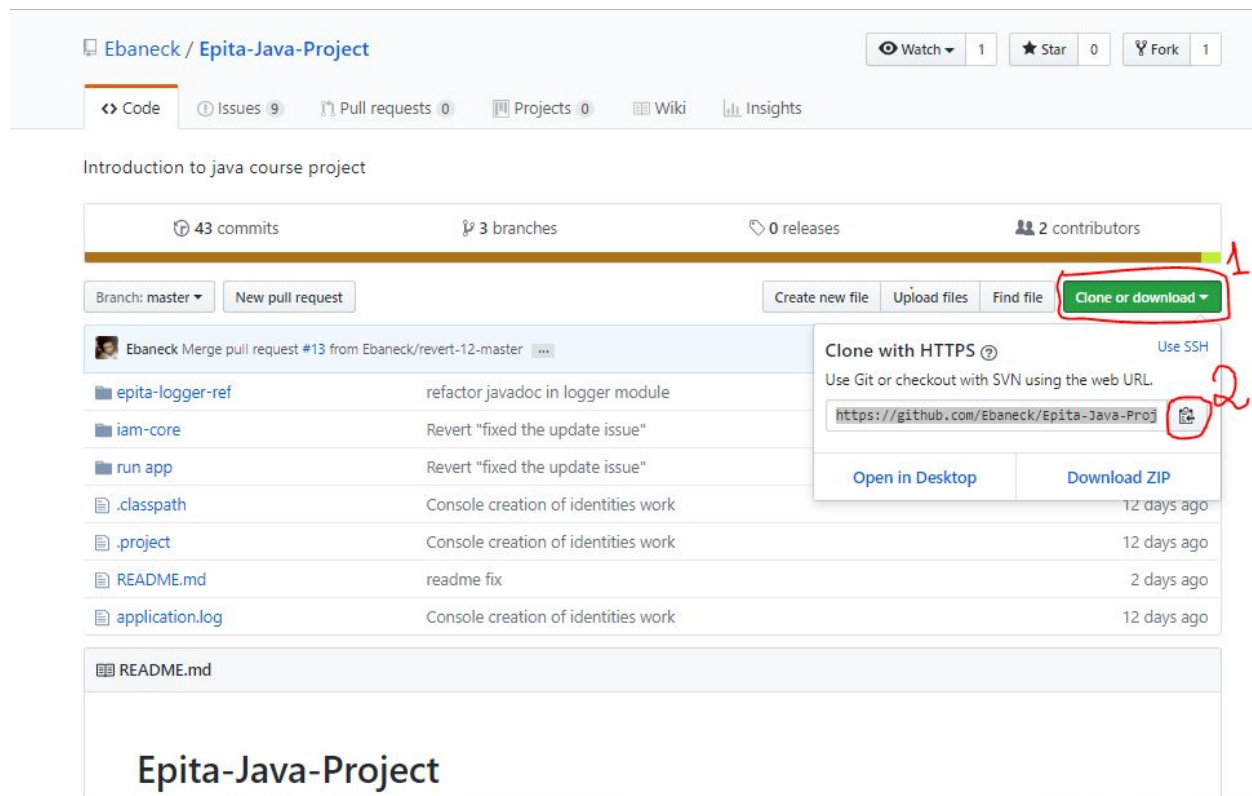 Ebaneck / Epita-Java-Project
Watch 1 Star 0 Fork 1
Code Issues 9 Pull requests 0 Projects 0 Wiki Insights
Introduction to java course project
43 commits 3 branches 0 releases 2 contributors
1
Branch: master New pull request Create new file Upload files Find file Clone or download
Ebaneck Merge pull request #13 from Ebaneck/revert-12-master ...
Clone with HTTPS ? Use SSH
Use Git or checkout with SVN using the web URL.
2
https://github.com/Ebaneck/Epita-Java-Proj
Open in Desktop Download ZIP
epita-logger-ref refactor javadoc in logger module
iam-core Revert "fixed the update issue"
run app Revert "fixed the update issue"
.classpath Console creation of identities work 12 days ago
.project Console creation of identities work 12 days ago
README.md readme fix 2 days ago
application.log Console creation of identities work 12 days ago
README.md
Epita-Java-Project